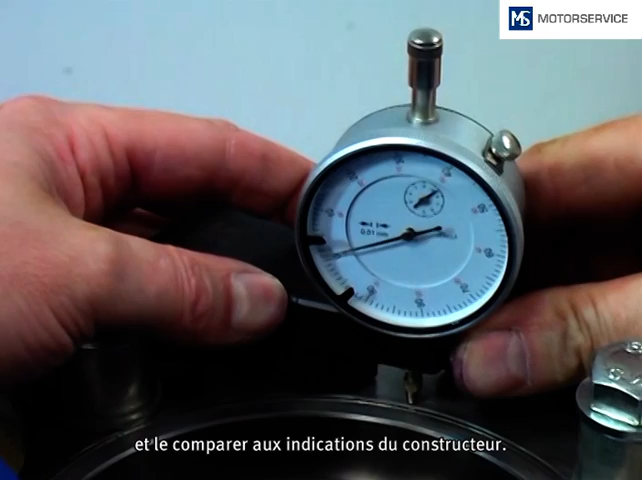 MS MOTORSERVICE
0.01 mm
et le comparer aux indications du constructeur.